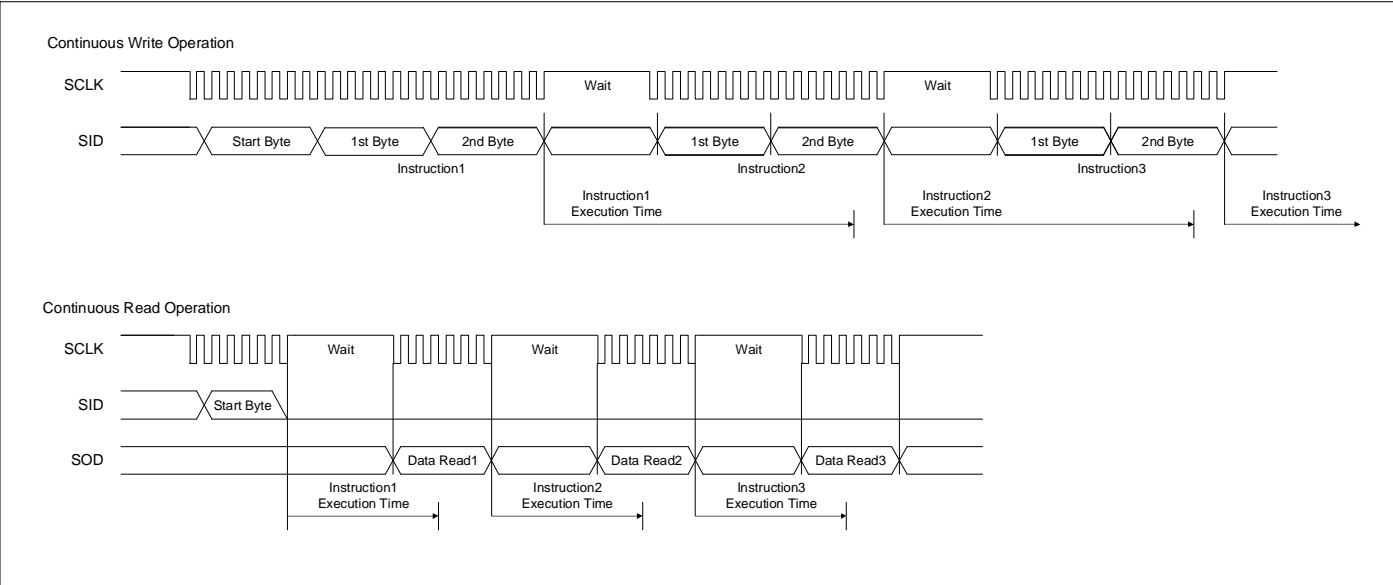 Continuous Write Operation
SCLK
Wait
Wait
SID
Start Byte
1st Byte
2nd Byte
1st Byte
2nd Byte
1st Byte
2nd Byte
Instruction1
Instruction2
Instruction3
Instruction1
Execution Time
Instruction2
Execution Time
Instruction3
Execution Time
Continuous Read Operation
SCLK
Wait
Wait
Wait
SID
Start Byte
SOD
Data Read1
Data Read2
Data Read3
Instruction1
Execution Time
Instruction2
Execution Time
Instruction3
Execution Time